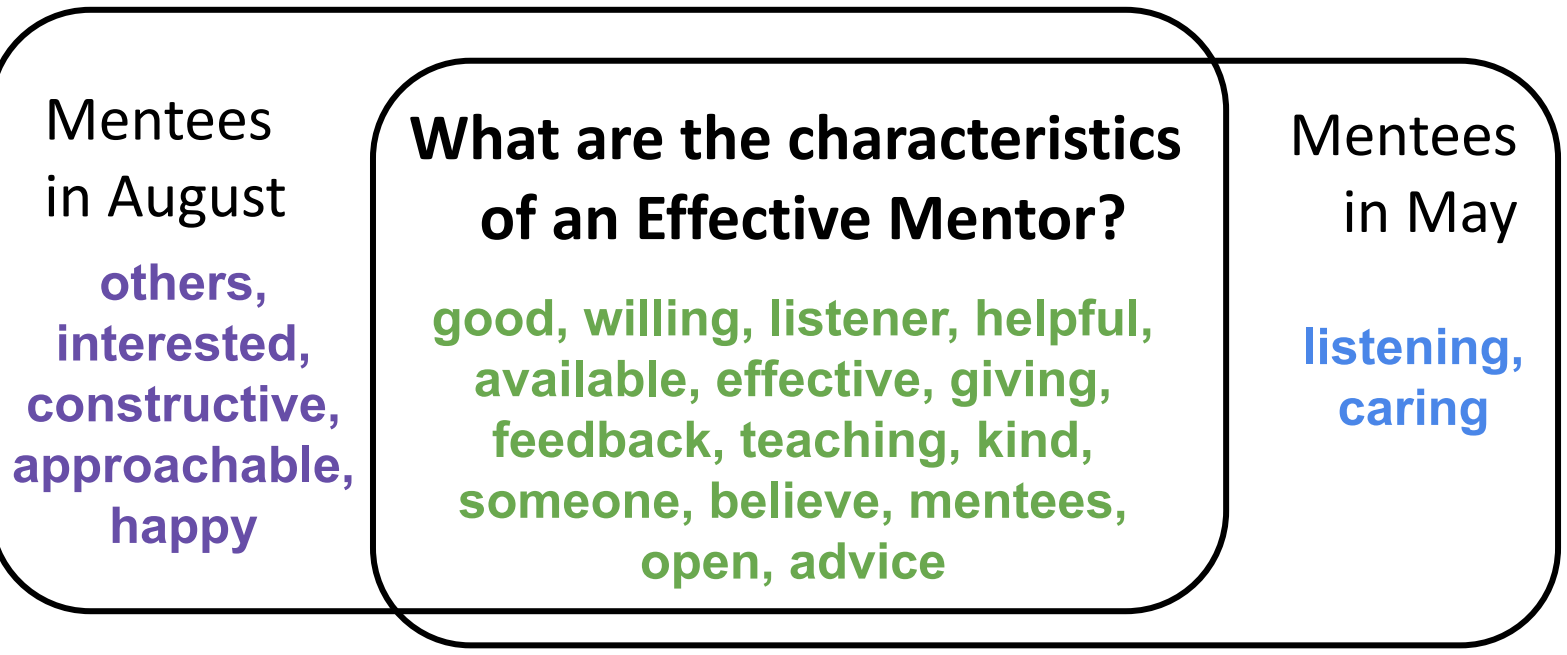 Mentees
in August
others,
interested,
constructive,
approachable,
happy
What are the characteristics
of an Effective Mentor?
good, willing, listener, helpful,
available, effective, giving,
feedback, teaching, kind,
someone, believe, mentees,
open, advice
Mentees
in May
listening,
caring